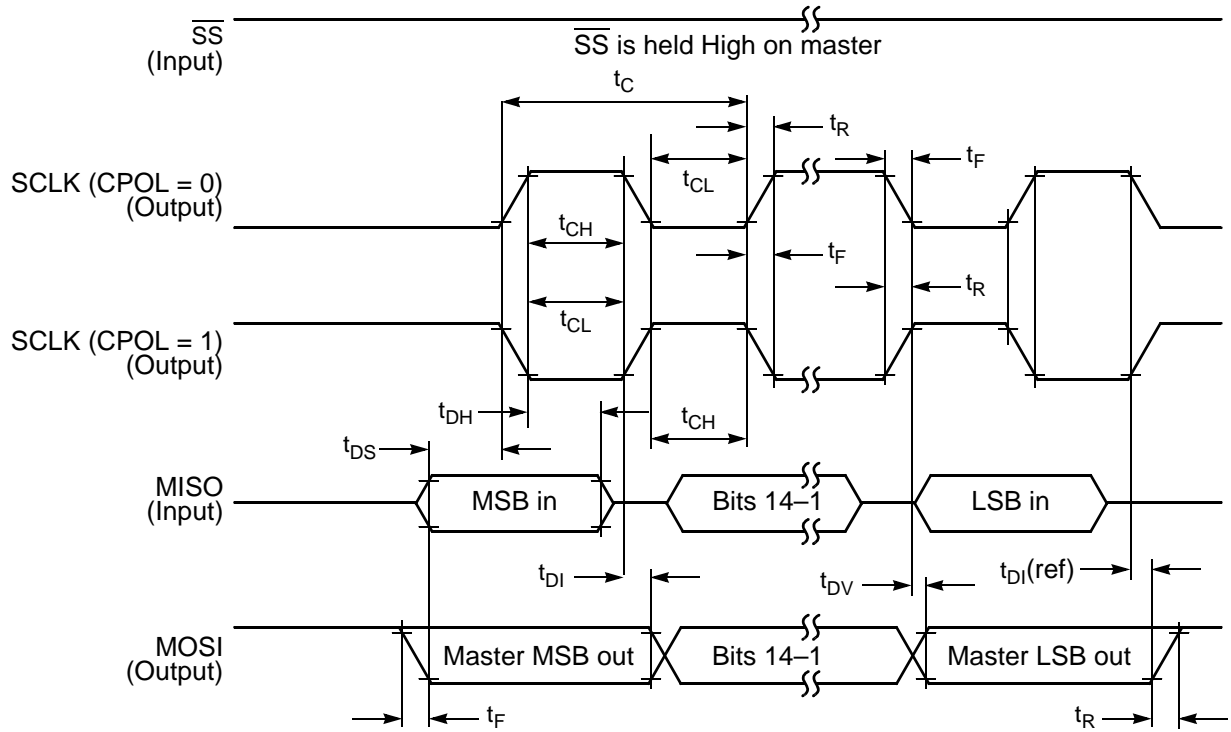 SS
(Input)
SS is held High on master
tC
tR
tF
SCLK (CPOL = 0)
(Output)
tCL
tCH
tF
tR
tCL
SCLK (CPOL = 1)
(Output)
tDH
tCH
tDS
MISO
(Input)
MSB in
Bits 14–1
LSB in
tDI
tDV
tDI(ref)
MOSI
(Output)
Master MSB out
Bits 14–1
Master LSB out
tF
tR